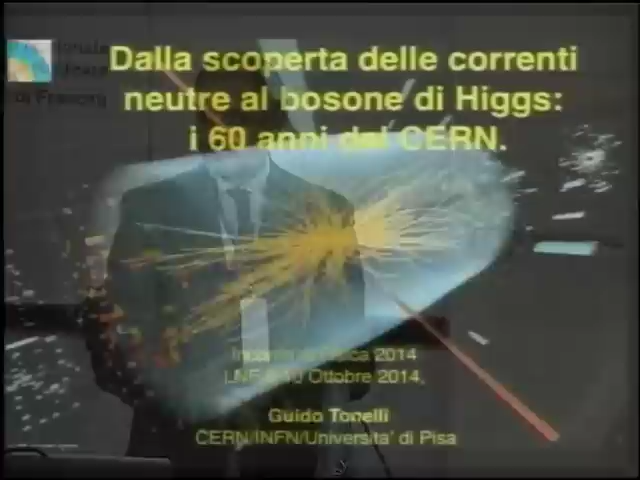 Dalla scoperta delle correnti
neutre al bosone di Higgs:
i 60 anni del CERN.
2014
LNF Ottobre 2014.
Guido Tonelli
CERN/INFN/Universita' di Pisa